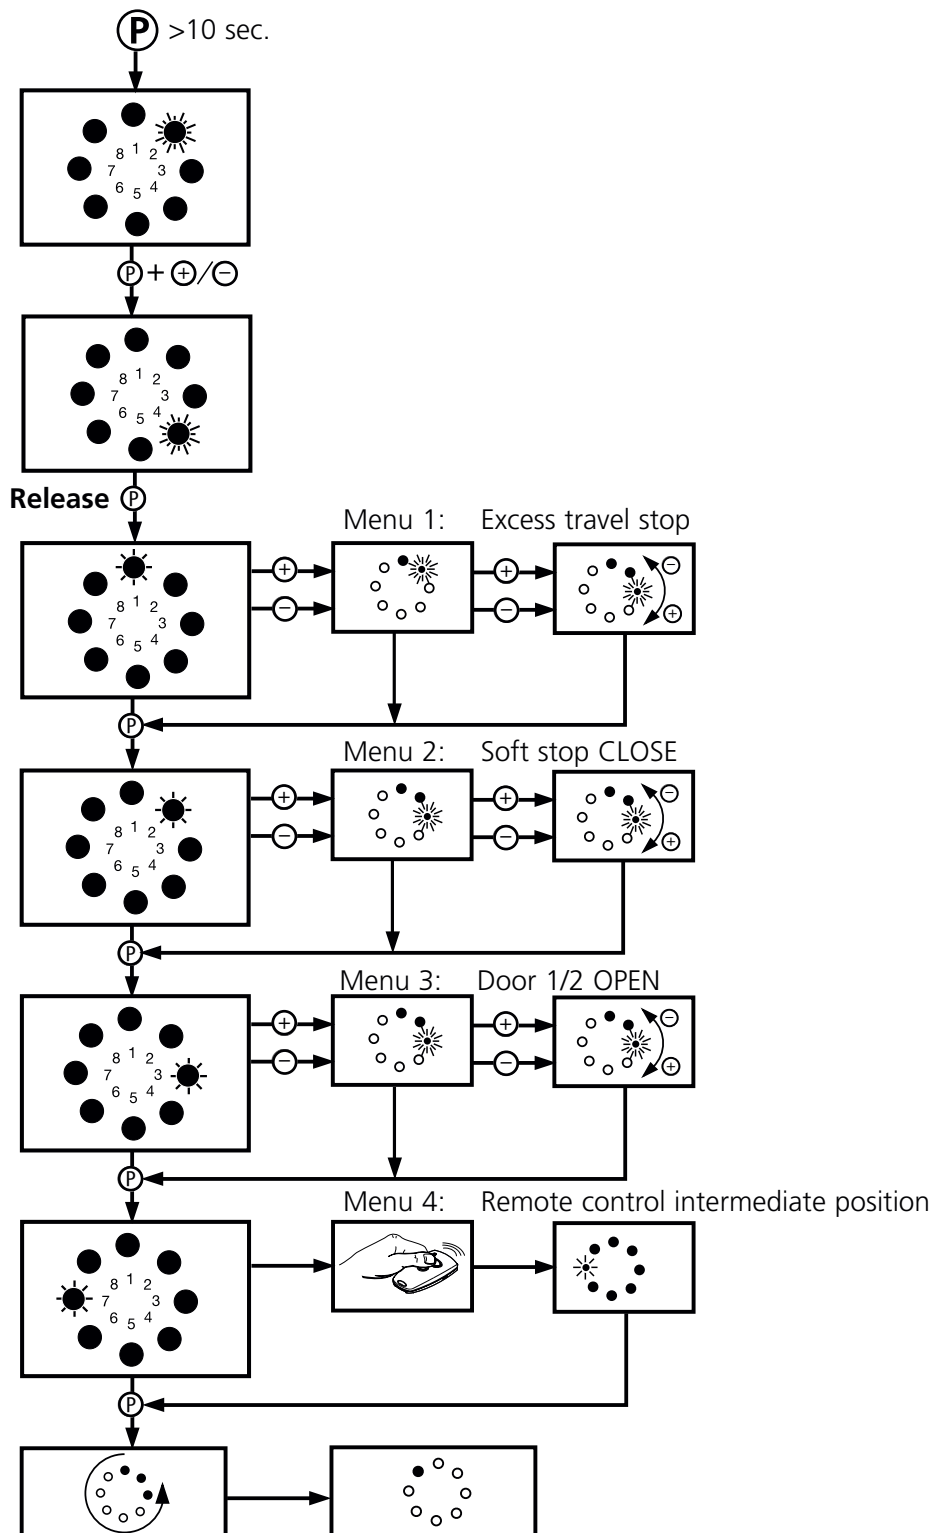 P >10 sec.
8 1 2
7 3
6 5 4
P + + / −
8 1 2
7 3
6 5 4
Release P
Menu 1: Excess travel stop
8 1 2
7 3
6 5 4
+ + −
− − +
P
Menu 2: Soft stop CLOSE
8 1 2
7 3
6 5 4
+ + −
− − +
P
Menu 3: Door 1/2 OPEN
8 1 2
7 3
6 5 4
+ + −
− − +
P
Menu 4: Remote control intermediate position
8 1 2
7 3
6 5 4
P